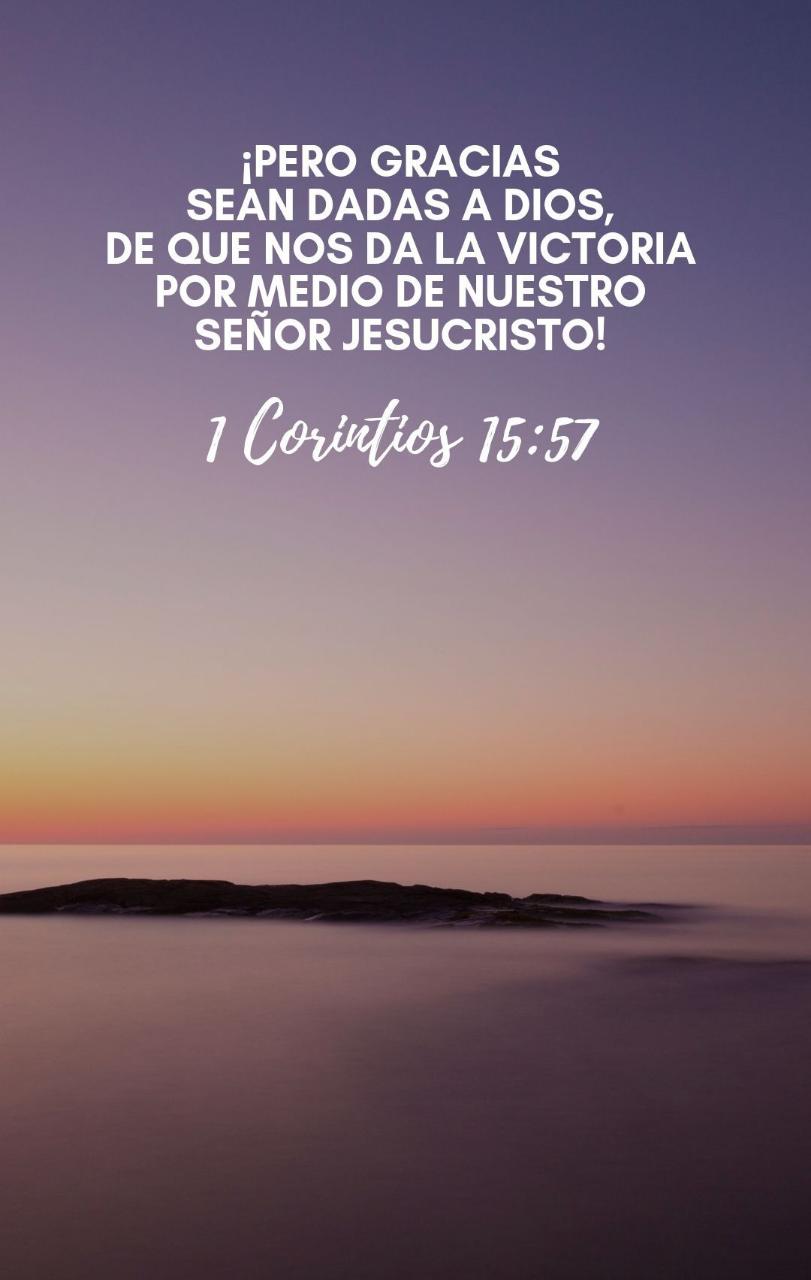 ¡PERO GRACIAS
SEAN DADAS A DIOS,
DE QUE NOS DA LA VICTORIA
POR MEDIO DE NUESTRO
SEÑOR JESUCRISTO!
1 Corintios 15:57